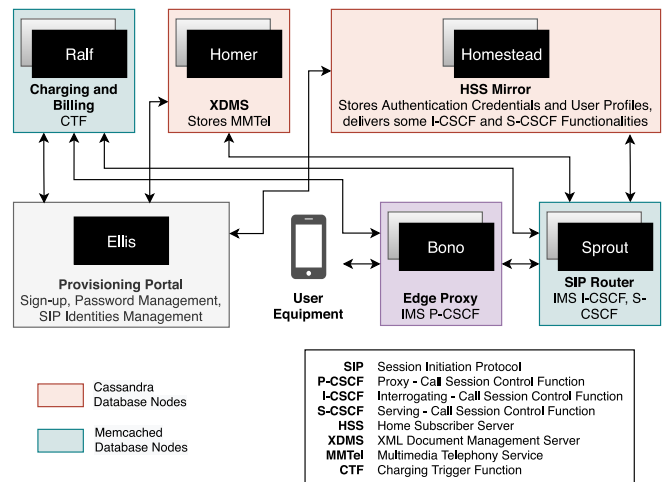 Ralf
Charging and
Billing
CTF
Homer
XDMS
Stores MMTel
Homestead
HSS Mirror
Stores Authentication Credentials and User Profiles,
delivers some I-CSCF and S-CSCF Functionalities
Ellis
Provisioning Portal
Sign-up, Password Management,
SIP Identities Management
User
Equipment
Bono
Edge Proxy
IMS P-CSCF
Sprout
SIP Router
IMS I-CSCF, S-
CSCF
Cassandra
Database Nodes
Memcached
Database Nodes
SIP Session Initiation Protocol
P-CSCF Proxy - Call Session Control Function
I-CSCF Interrogating - Call Session Control Function
S-CSCF Serving - Call Session Control Function
HSS Home Subscriber Server
XDMS XML Document Management Server
MMTel Multimedia Telephony Service
CTF Charging Trigger Function